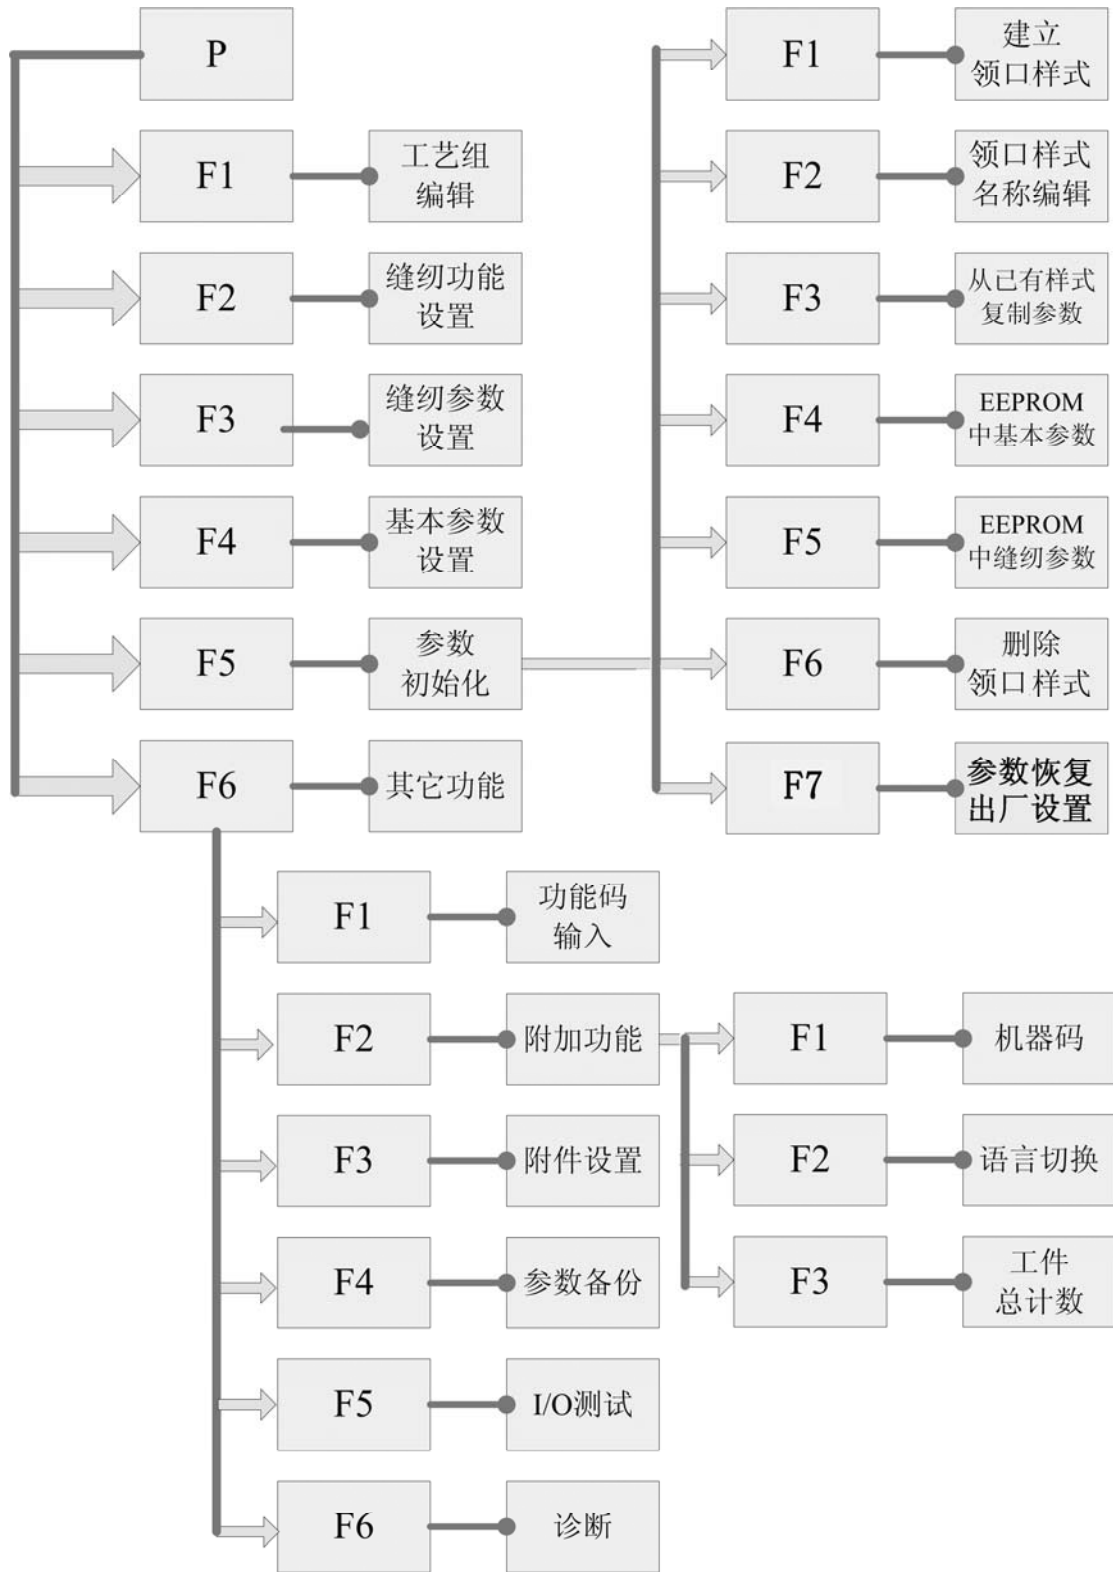 P
F1
工艺组
编辑
F2
缝纫功能
设置
F3
缝纫参数
设置
F4
基本参数
设置
F5
参数
初始化
F6
其它功能
F1
建立
领口样式
F2
领口样式
名称编辑
F3
从已有样式
复制参数
F4
EEPROM
中基本参数
F5
EEPROM
中缝纫参数
F6
删除
领口样式
F7
参数恢复
出厂设置
F1
功能码
输入
F2
附加功能
F3
附件设置
F4
参数备份
F5
I/O测试
F6
诊断
F1
机器码
F2
语言切换
F3
工件
总计数